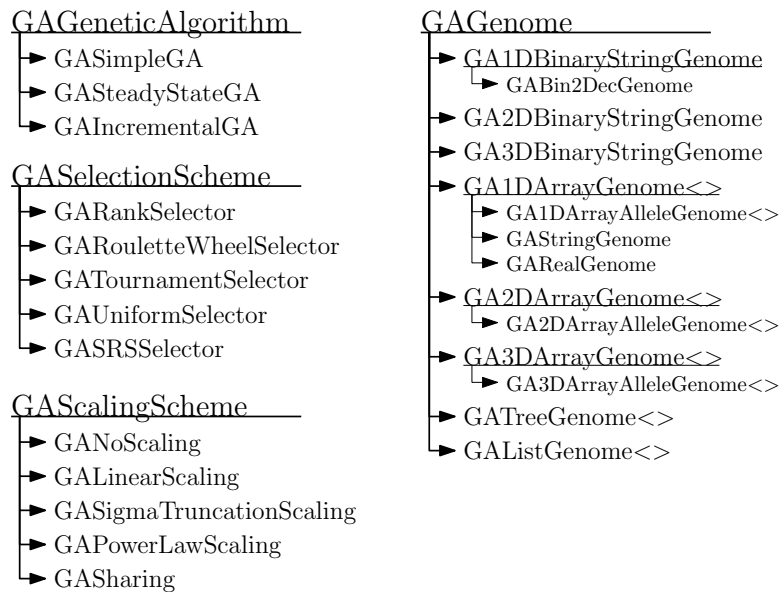 GAGeneticAlgorithm
GASimpleGA
GASteadyStateGA
GAIncrementalGA
GASelectionScheme
GARankSelector
GARouletteWheelSelector
GATournamentSelector
GAUniformSelector
GASRSSelector
GAScalingScheme
GANoScaling
GALinearScaling
GASigmaTruncationScaling
GAPowerLawScaling
GASharing
GAGenome
GA1DBinaryStringGenome
GABin2DecGenome
GA2DBinaryStringGenome
GA3DBinaryStringGenome
GA1DArrayGenome<>
GA1DArrayAlleleGenome<>
GAStringGenome
GARealGenome
GA2DArrayGenome<>
GA2DArrayAlleleGenome<>
GA3DArrayGenome<>
GA3DArrayAlleleGenome<>
GATreeGenome<>
GAListGenome<>